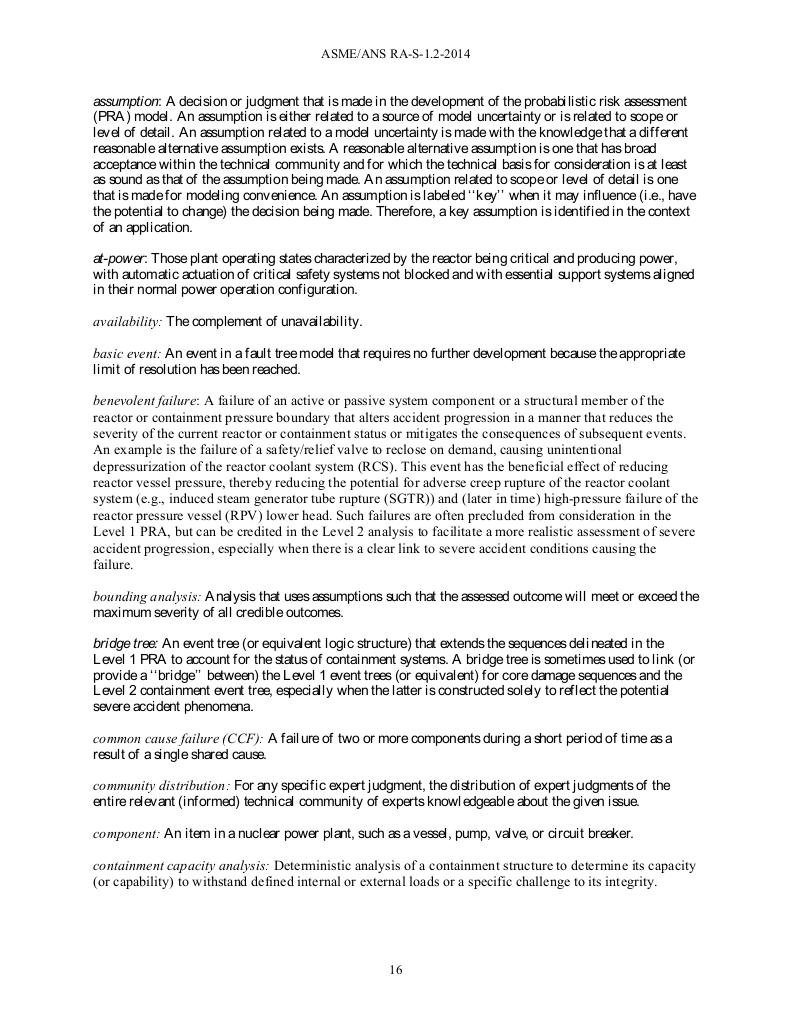 ASME/ANS RA-S-1.2-2014
assumption: A decision or judgment that is made in the development of the probabilistic risk assessment
(PRA) model. An assumption is either related to a source of model uncertainty or is related to scope or
level of detail. An assumption related to a model uncertainty is made with the knowledge that a different
reasonable alternative assumption exists. A reasonable alternative assumption is one that has broad
acceptance within the technical community and for which the technical basis for consideration is at least
as sound as that of the assumption being made. An assumption related to scope or level of detail is one
that is made for modeling convenience. An assumption is labeled ‘‘key’’ when it may influence (i.e., have
the potential to change) the decision being made. Therefore, a key assumption is identified in the context
of an application.
at-power: Those plant operating states characterized by the reactor being critical and producing power,
with automatic actuation of critical safety systems not blocked and with essential support systems aligned
in their normal power operation configuration.
availability: The complement of unavailability.
basic event: An event in a fault tree model that requires no further development because the appropriate
limit of resolution has been reached.
benevolent failure: A failure of an active or passive system component or a structural member of the
reactor or containment pressure boundary that alters accident progression in a manner that reduces the
severity of the current reactor or containment status or mitigates the consequences of subsequent events.
An example is the failure of a safety/relief valve to reclose on demand, causing unintentional
depressurization of the reactor coolant system (RCS). This event has the beneficial effect of reducing
reactor vessel pressure, thereby reducing the potential for adverse creep rupture of the reactor coolant
system (e.g., induced steam generator tube rupture (SGTR)) and (later in time) high-pressure failure of the
reactor pressure vessel (RPV) lower head. Such failures are often precluded from consideration in the
Level 1 PRA, but can be credited in the Level 2 analysis to facilitate a more realistic assessment of severe
accident progression, especially when there is a clear link to severe accident conditions causing the
failure.
bounding analysis: Analysis that uses assumptions such that the assessed outcome will meet or exceed the
maximum severity of all credible outcomes.
bridge tree: An event tree (or equivalent logic structure) that extends the sequences delineated in the
Level 1 PRA to account for the status of containment systems. A bridge tree is sometimes used to link (or
provide a ‘‘bridge’’ between) the Level 1 event trees (or equivalent) for core damage sequences and the
Level 2 containment event tree, especially when the latter is constructed solely to reflect the potential
severe accident phenomena.
common cause failure (CCF): A failure of two or more components during a short period of time as a
result of a single shared cause.
community distribution: For any specific expert judgment, the distribution of expert judgments of the
entire relevant (informed) technical community of experts knowledgeable about the given issue.
component: An item in a nuclear power plant, such as a vessel, pump, valve, or circuit breaker.
containment capacity analysis: Deterministic analysis of a containment structure to determine its capacity
(or capability) to withstand defined internal or external loads or a specific challenge to its integrity.
16